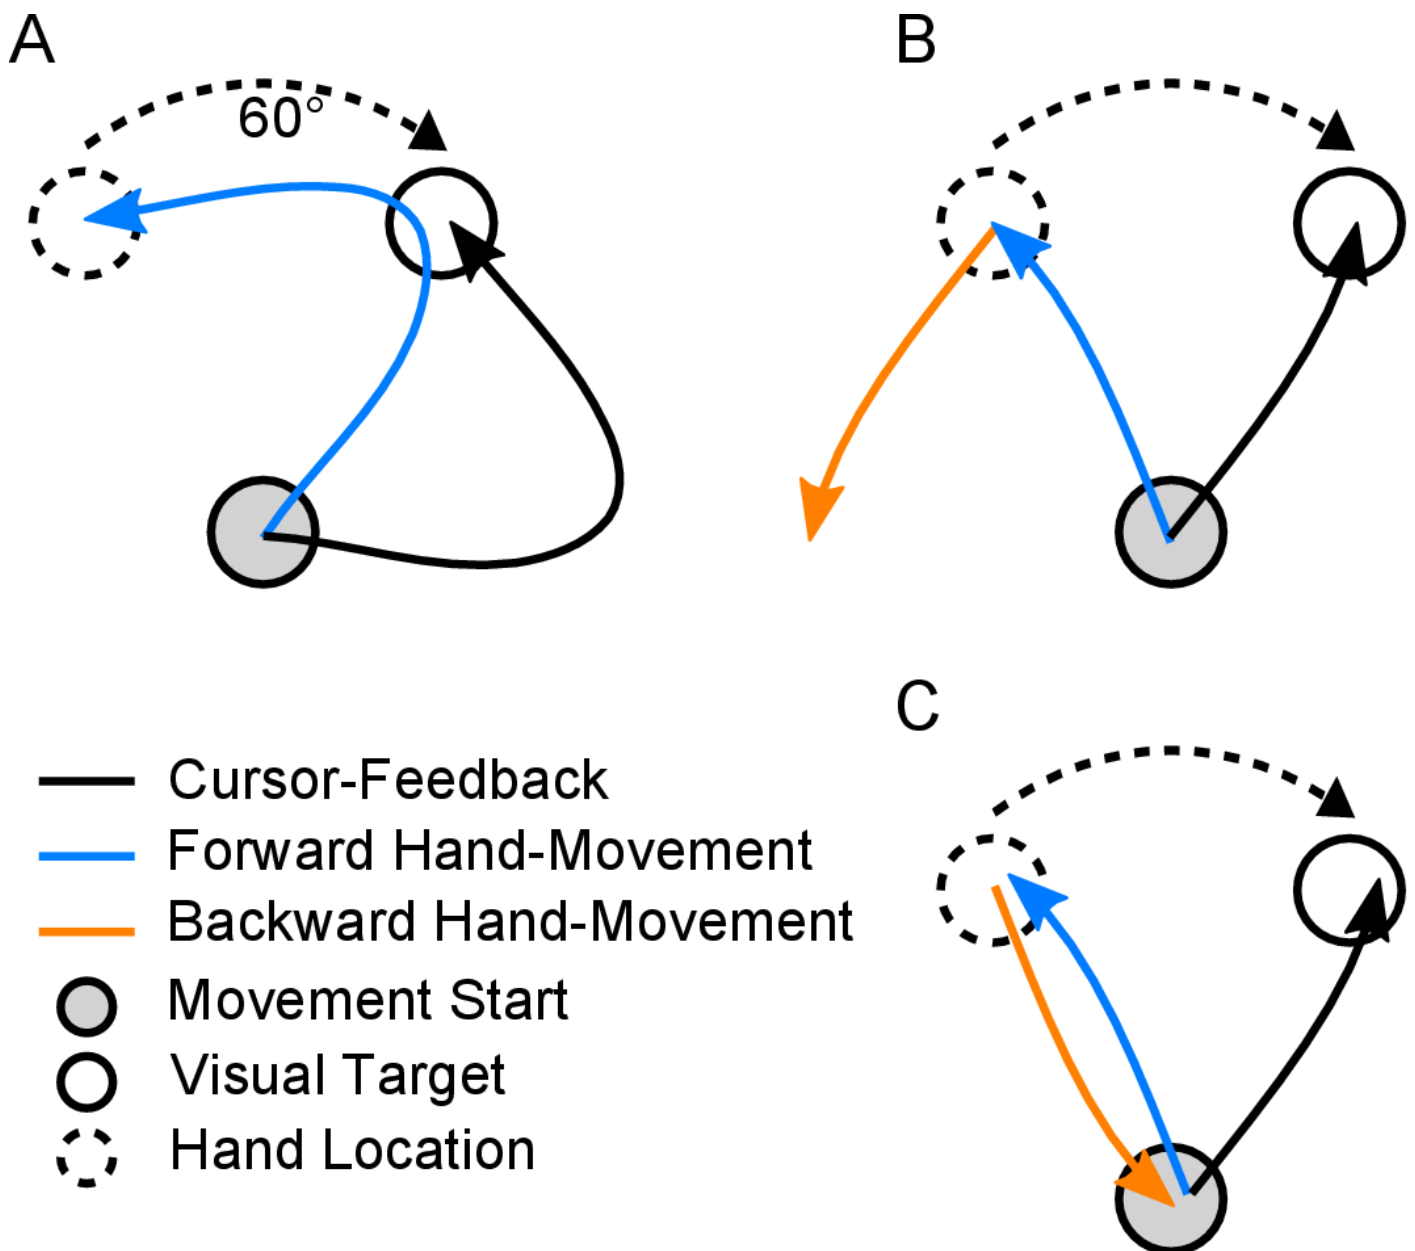 A
B
60°
C
Cursor-Feedback
Forward Hand-Movement
Backward Hand-Movement
Movement Start
Visual Target
Hand Location